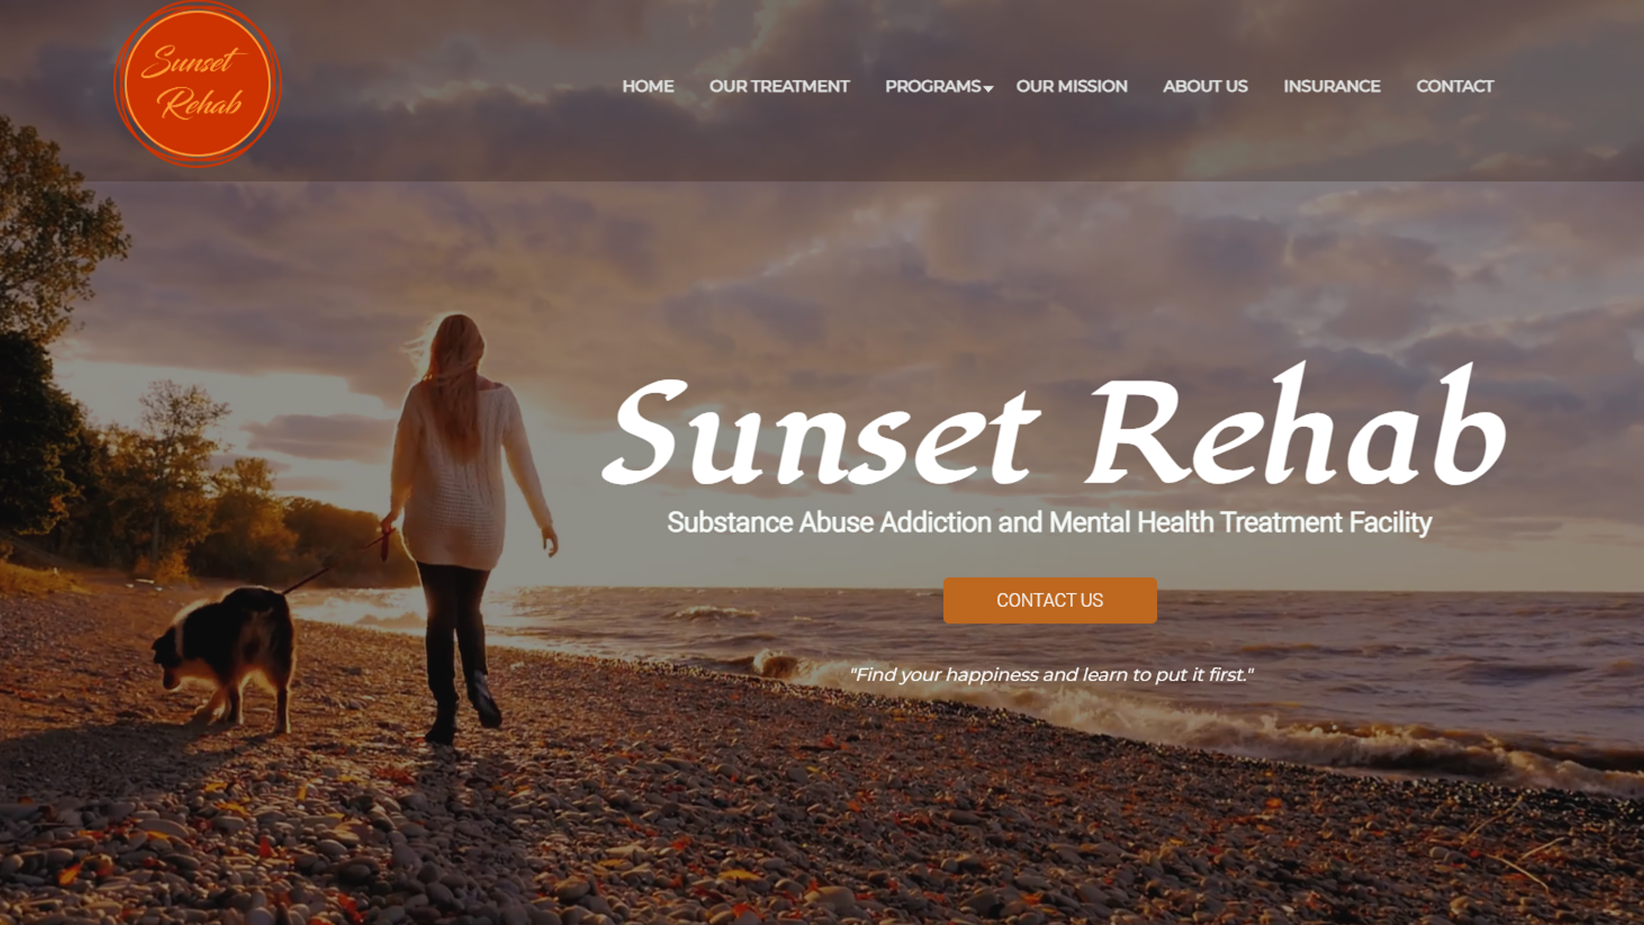 Sunset
Rehab
HOME OUR TREATMENT PROGRAMS OUR MISSION ABOUT US INSURANCE CONTACT
Sunset Rehab
Substance Abuse Addiction and Mental Health Treatment Facility
CONTACT US
"Find your happiness and learn to put it first."